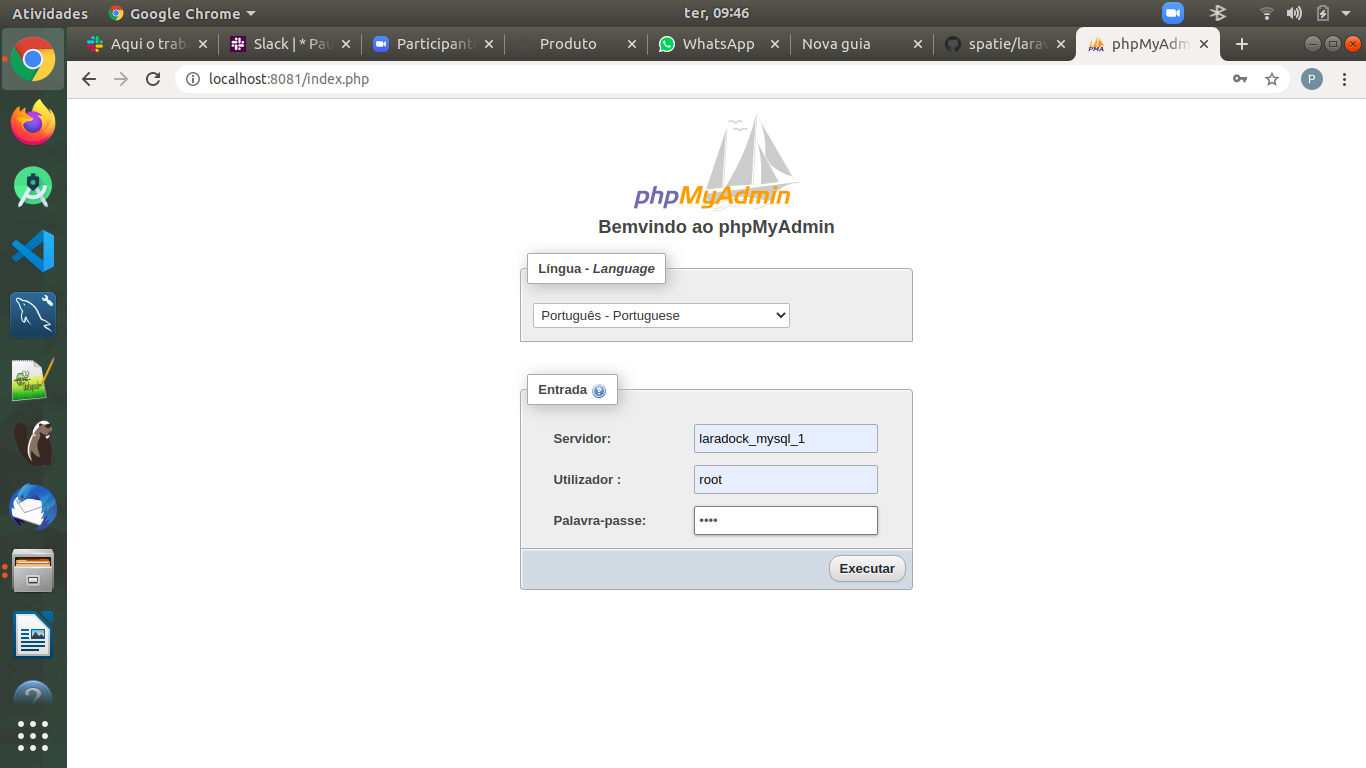 Atividades
Google Chrome
ter, 09:46
Aqui o trab
Slack | * Pau
Participant
Produto
WhatsApp
Nova guia
spatie/larav
phpMyAdm
localhost:8081/index.php
P
phpMyAdmin
Bemvindo ao phpMyAdmin
Língua - Language
Português - Portuguese
Entrada
Servidor:
laradock_mysql_1
Utilizador :
root
Palavra-passe:
••••
Executar